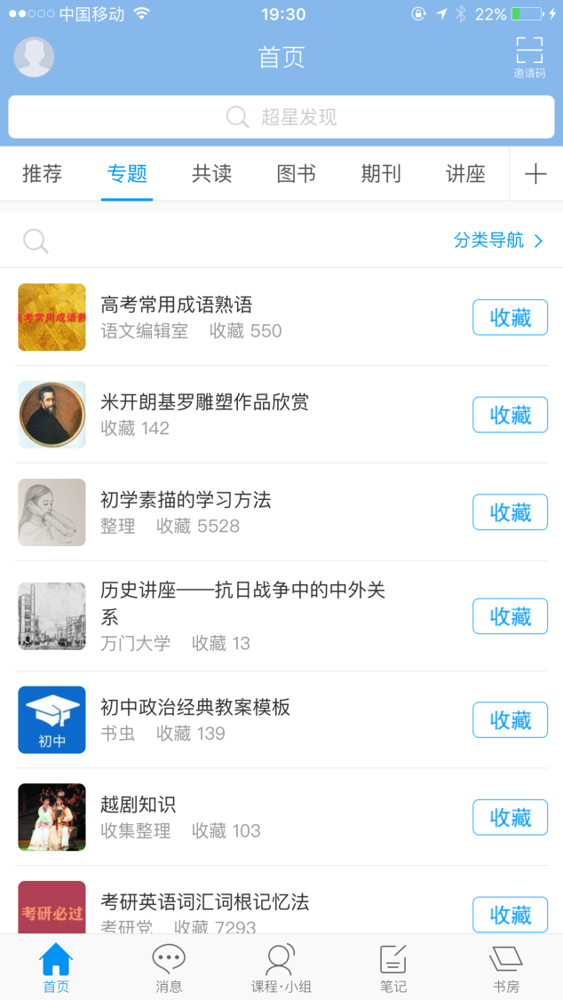 中国移动 19:30 22%
首页
邀请码
超星发现
推荐 专题 共读 图书 期刊 讲座
分类导航
高考常用成语熟语
高考常用成语熟
语文编辑室 收藏 550
收藏
米开朗基罗雕塑作品欣赏
收藏 142
收藏
初学素描的学习方法
整理 收藏 5528
收藏
历史讲座——抗日战争中的中外关
系
万门大学 收藏 13
收藏
初中
初中政治经典教案模板
书虫 收藏 139
收藏
越剧知识
收集整理 收藏 103
收藏
考研必过
考研英语词汇词根记忆法
考研党 收藏 7293
收藏
首页 消息 课程·小组 笔记 书房